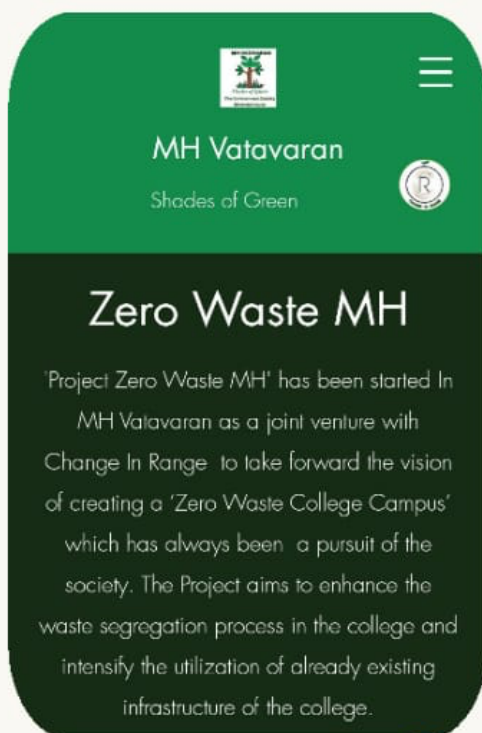 MH Vatavaran
Shades of Green
R
Zero Waste MH
'Project Zero Waste MH' has been started In
MH Vatavaran as a joint venture with
Change In Range to take forward the vision
of creating a 'Zero Waste College Campus'
which has always been a pursuit of the
society. The Project aims to enhance the
waste segregation process in the college and
intensify the utilization of already existing
infrastructure of the college.